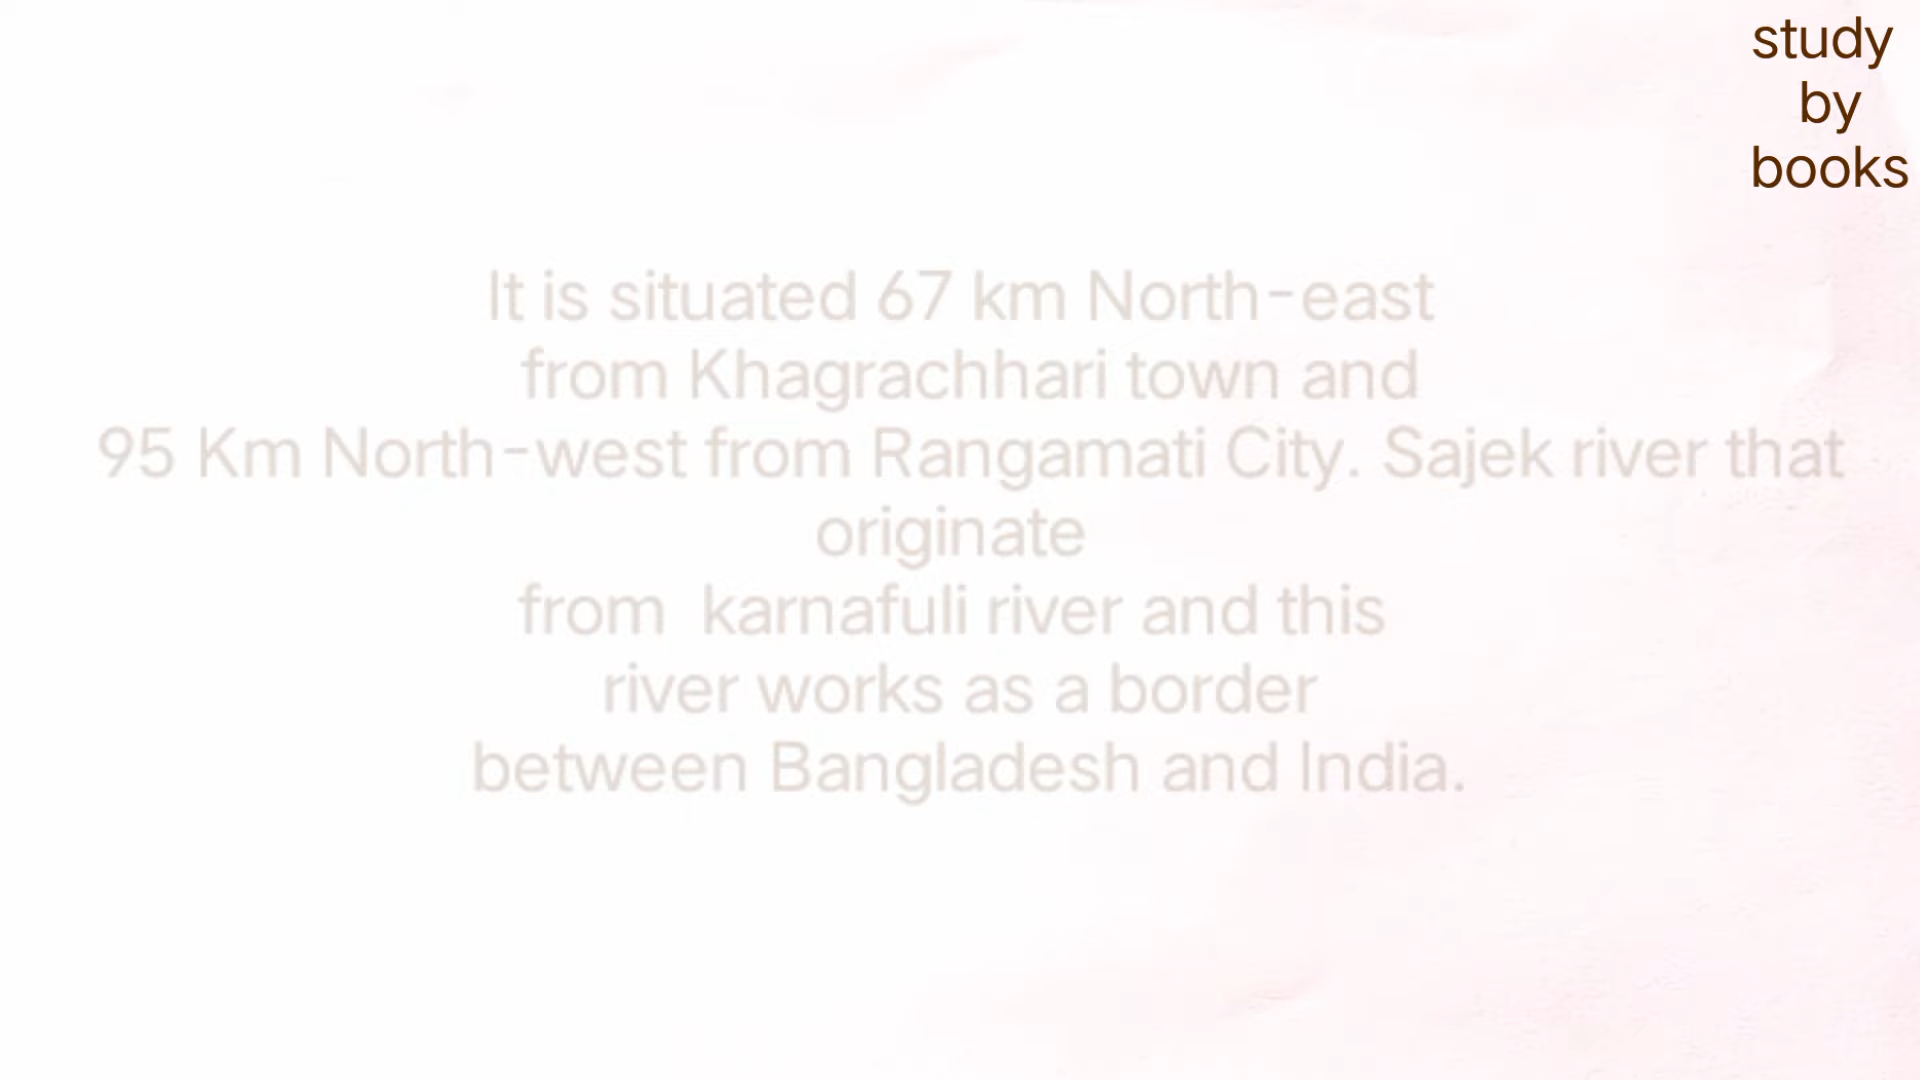 study
by
books
It is situated 67 km North-east
from Khagrachhari town and
95 Km North-west from Rangamati City. Sajek river that
originate
from  karnafuli river and this
river works as a border
between Bangladesh and India.